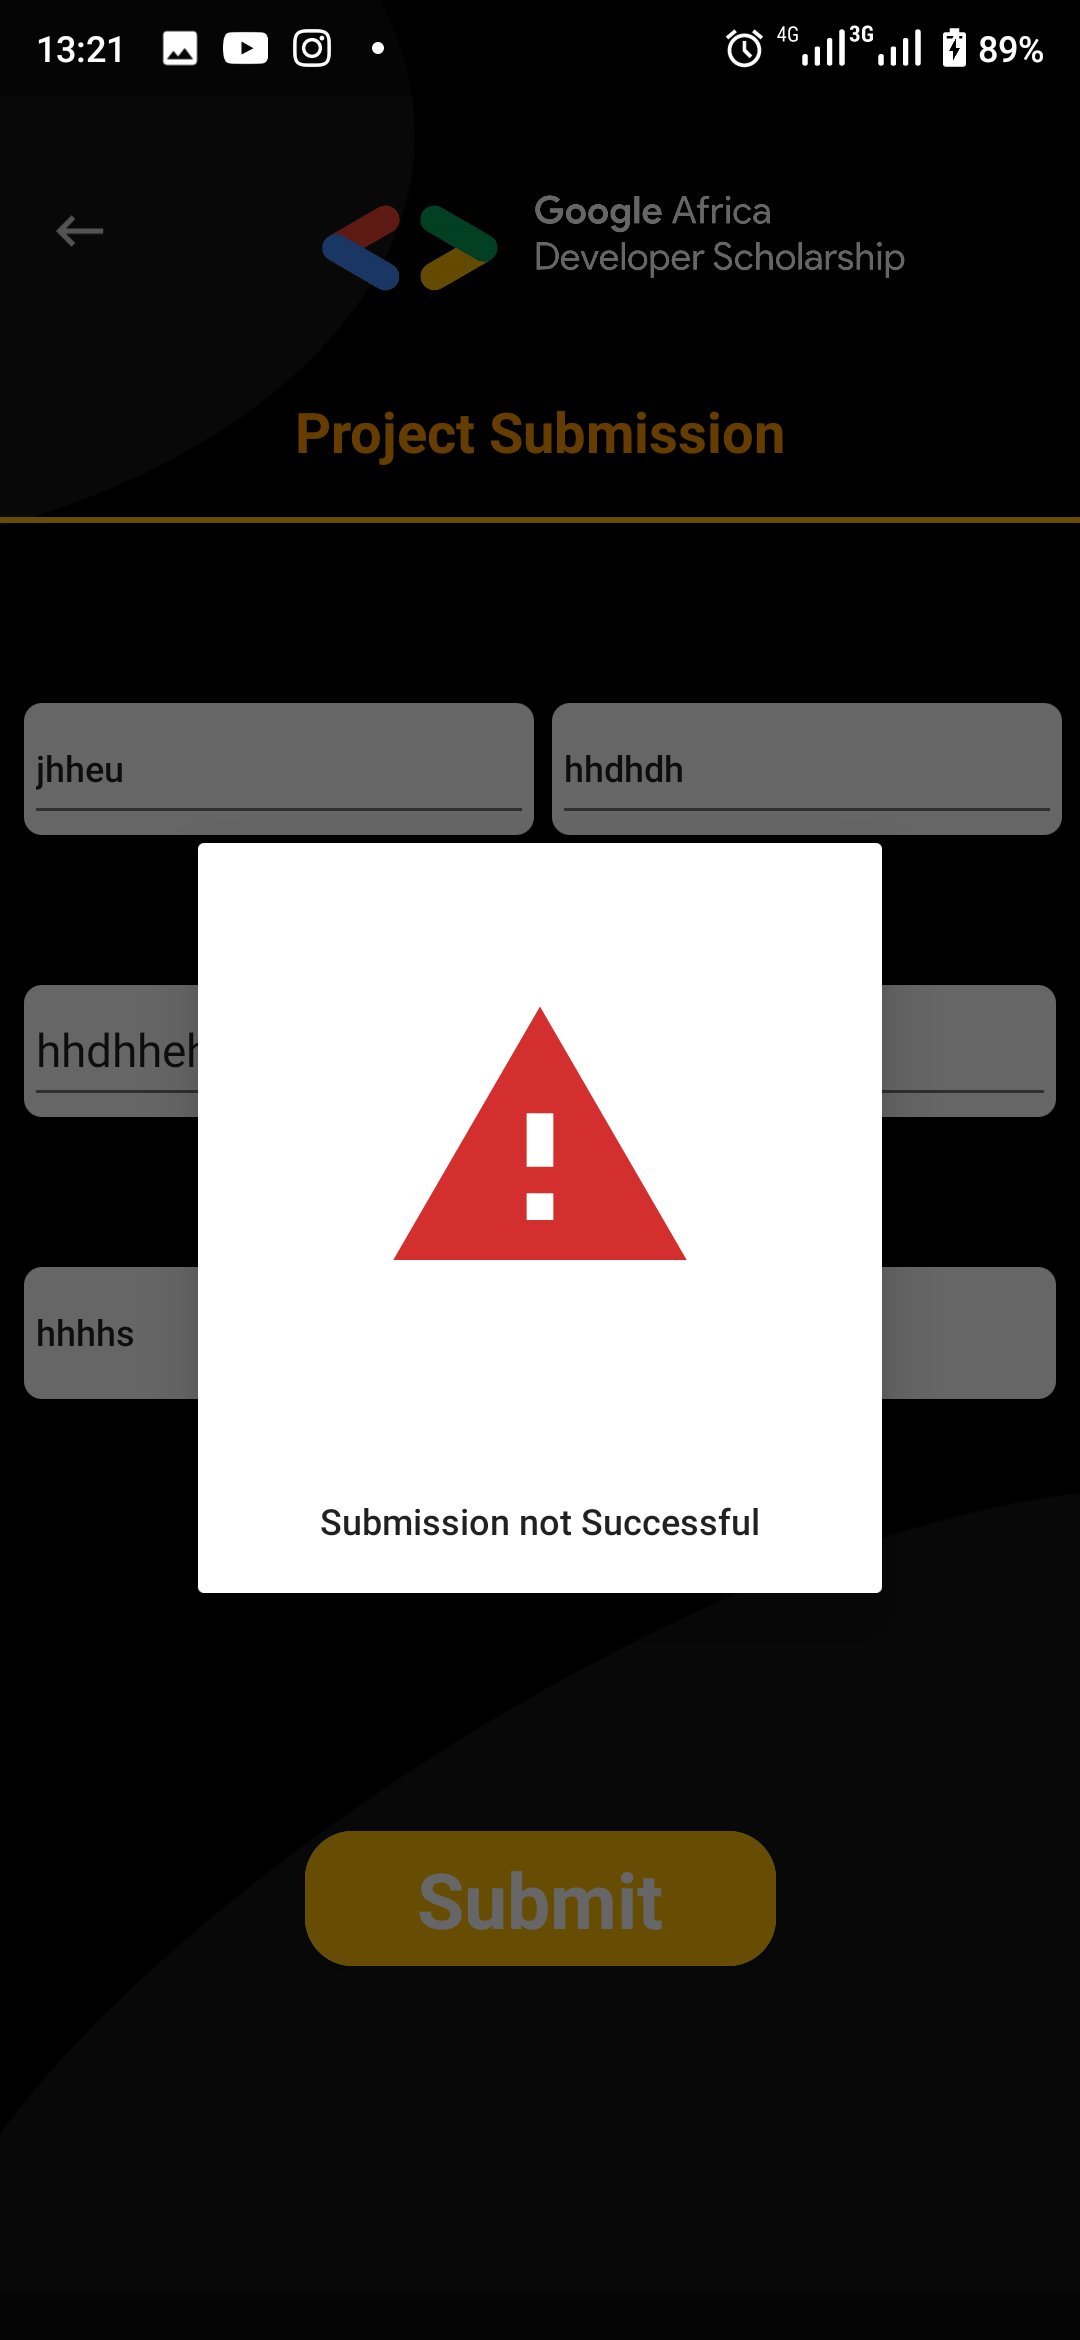 13:21 4G 3G 89%
Google Africa
Developer Scholarship
Project Submission
jhheu hhdhdh
hhdhheh
hhhhs
Submission not Successful
Submit